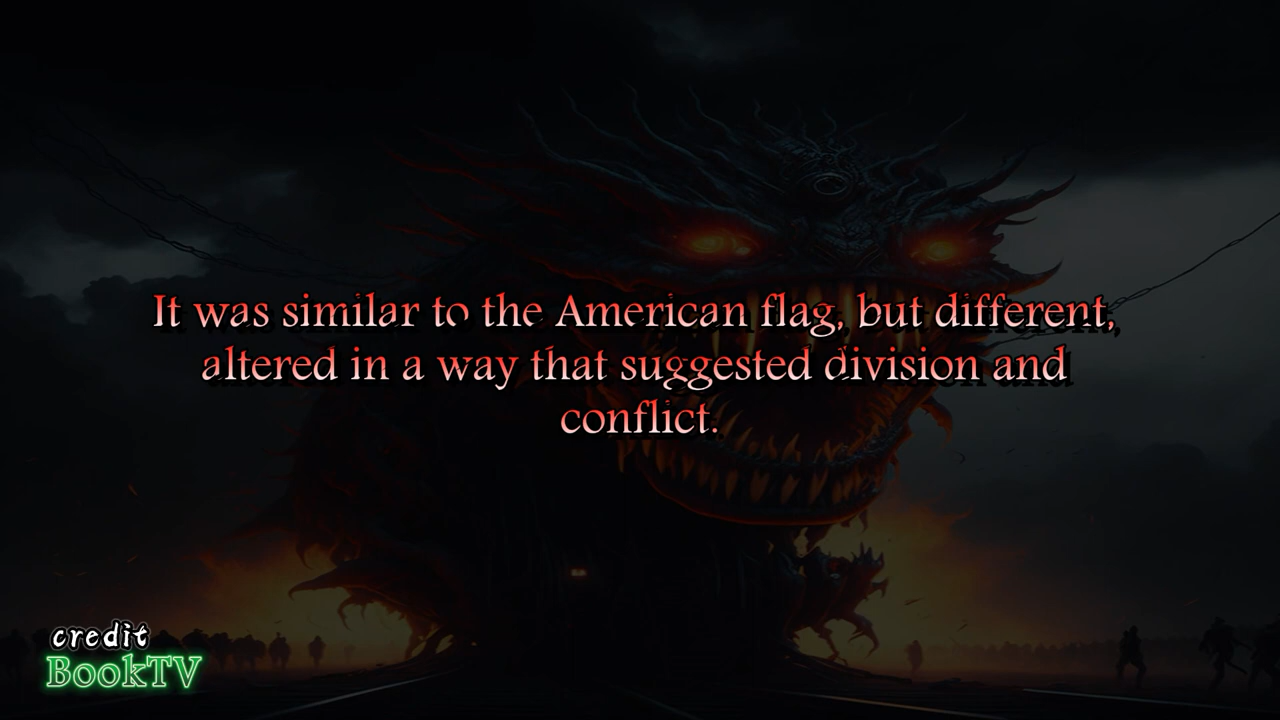 It was similar to the American flag, but different,
altered in a way that suggested division and
conflict.
credit
BookTV